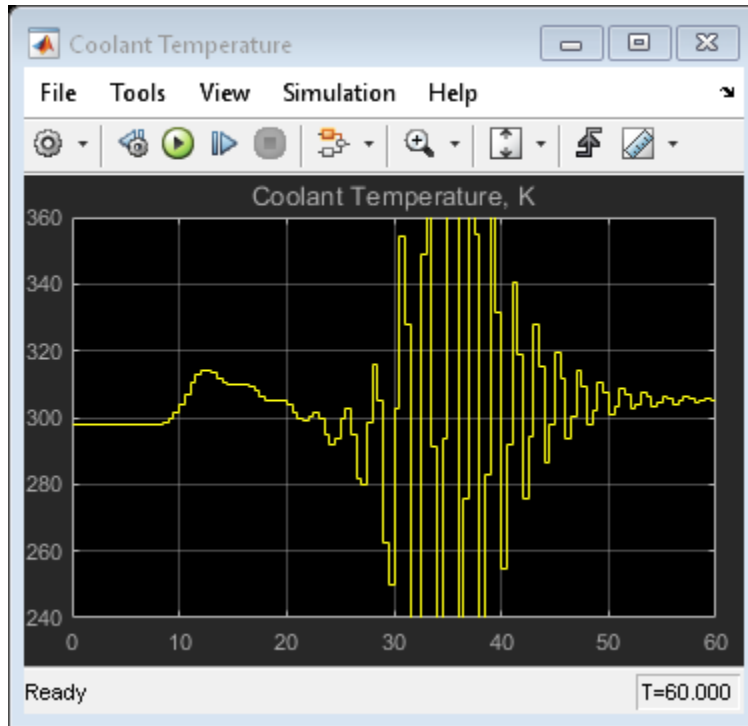 Coolant Temperature
File Tools View Simulation Help
Coolant Temperature, K
360
340
320
300
280
260
240
0 10 20 30 40 50 60
Ready T=60.000